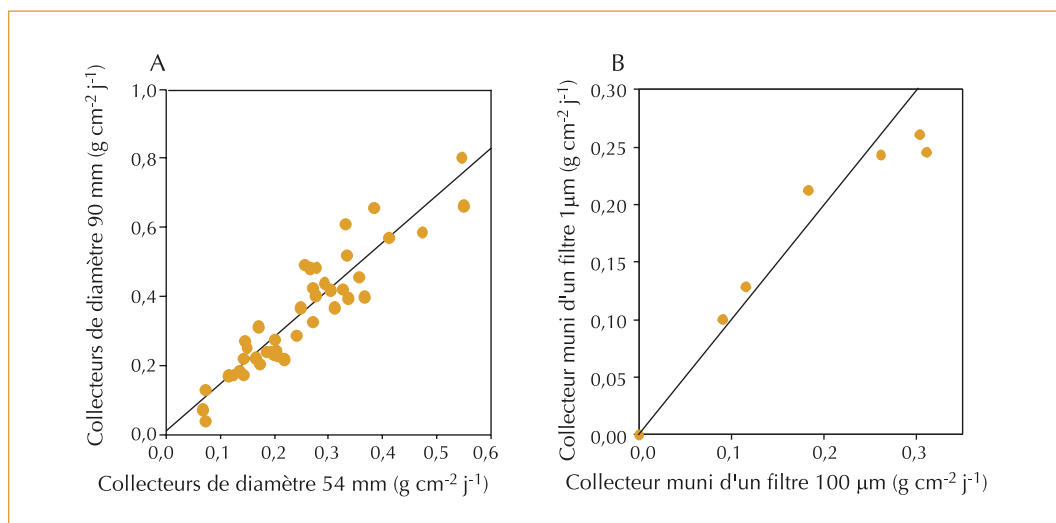 A
Collecteurs de diamètre 90 mm (g cm⁻² j⁻¹)
1,0
0,8
0,6
0,4
0,2
0,0
0,0 0,1 0,2 0,3 0,4 0,5 0,6
Collecteurs de diamètre 54 mm (g cm⁻² j⁻¹)
B
Collecteur muni d'un filtre 1µm (g cm⁻² j⁻¹)
0,30
0,25
0,20
0,15
0,10
0,05
0,00
0,0 0,1 0,2 0,3
Collecteur muni d'un filtre 100 µm (g cm⁻² j⁻¹)